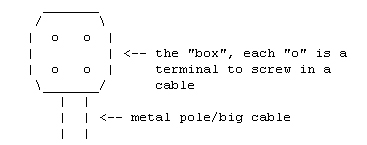 o o
<-- the "box", each "o" is a
o o
terminal to screw in a
cable
<-- metal pole/big cable